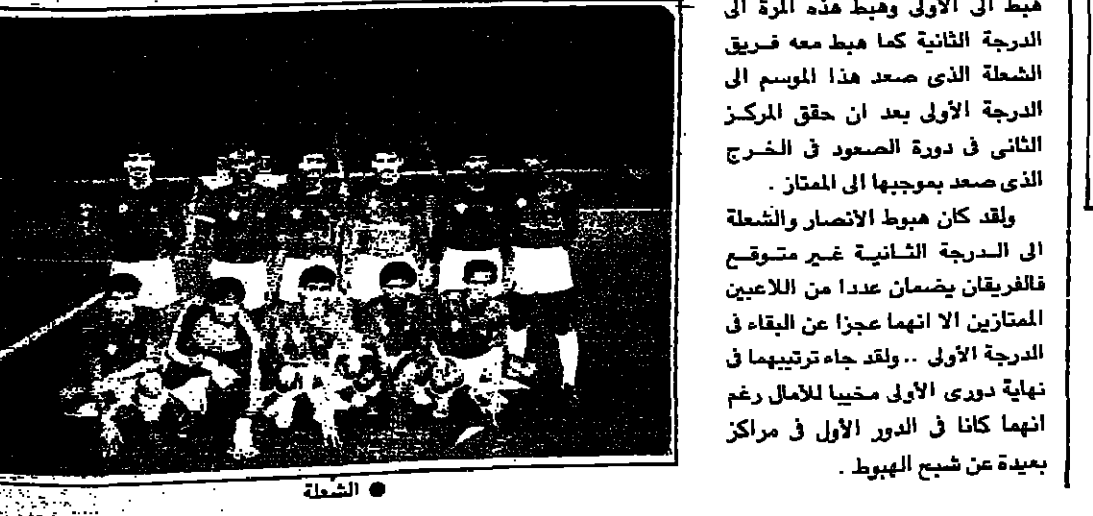 هبط الى الأولى وهبط هذه المرة الى
الدرجة الثانية كما هبط معه فريق
الشعلة الذى صعد هذا الموسم الى
الدرجة الأولى بعد ان حقق المركز
الثانى فى دورة الصعود فى الخرج
الذى صعد بموجبها الى الممتاز .
ولقد كان هبوط الانصار والشعلة
الى الدرجة الثانية غير متوقع
فالفريقان يضمان عددا من اللاعبين
الممتازين الا انهما عجزا عن البقاء فى
الدرجة الأولى .. ولقد جاء ترتيبهما فى
نهاية دورى الأولى مخيبا للآمال رغم
انهما كانا فى الدور الأول فى مراكز
بعيدة عن شبح الهبوط .
● الشعلة